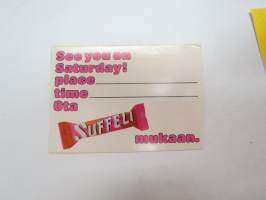 See you on
Saturday!
place
time
Ota
SUFFELI
mukaan.